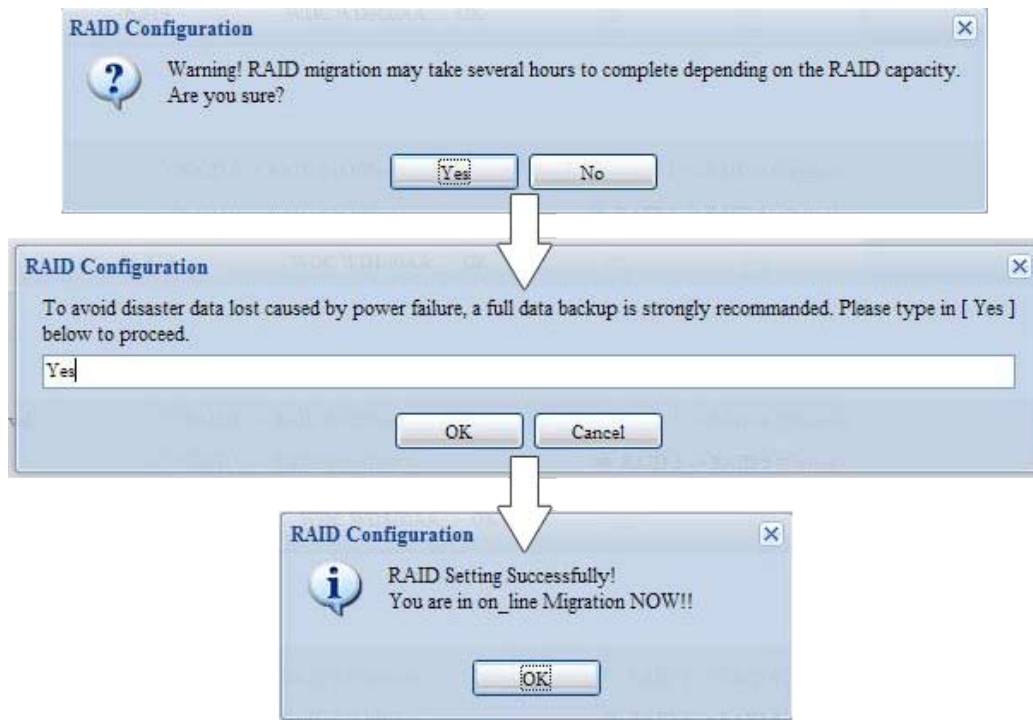 RAID Configuration
Warning! RAID migration may take several hours to complete depending on the RAID capacity.
Are you sure?
Yes
No
RAID Configuration
To avoid disaster data lost caused by power failure, a full data backup is strongly recommanded. Please type in [ Yes ]
below to proceed.
Yes
OK
Cancel
RAID Configuration
RAID Setting Successfully!
You are in on_line Migration NOW!!
OK